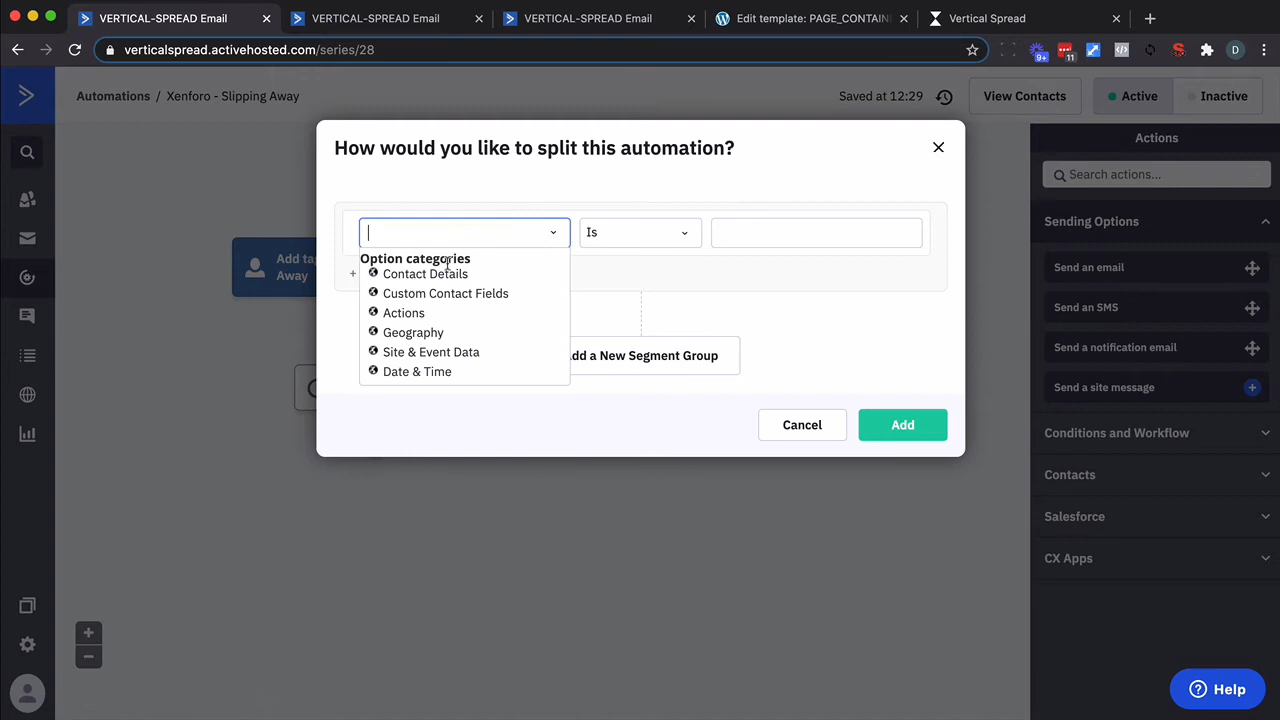 VERTICAL-SPREAD Email
VERTICAL-SPREAD Email
VERTICAL-SPREAD Email
Edit template: PAGE_CONTAIN
Vertical Spread
verticalspread.activehosted.com/series/28
9+
11
D
Automations / Xenforo - Slipping Away
Saved at 12:29
View Contacts
Active
Inactive
How would you like to split this automation?
Is
Option categories
Contact Details
Custom Contact Fields
Actions
Geography
Site & Event Data
Date & Time
dd a New Segment Group
Cancel
Add
Add tag
Away
Actions
Search actions...
Sending Options
Send an email
Send an SMS
Send a notification email
Send a site message
Conditions and Workflow
Contacts
Salesforce
CX Apps
Help